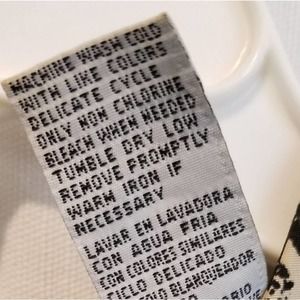 MACHINE WASH COLD
WITH LIKE COLORS
DELICATE CYCLE
ONLY NON CHLORINE
BLEACH WHEN NEEDED
TUMBLE DRY LOW
REMOVE PROMPTLY
WARM IRON IF
NECESSARY
LAVAR EN LAVADORA
CON AGUA FRIA
CON COLORES SIMILARES
CICLO DELICADO
BLANQUEADOR